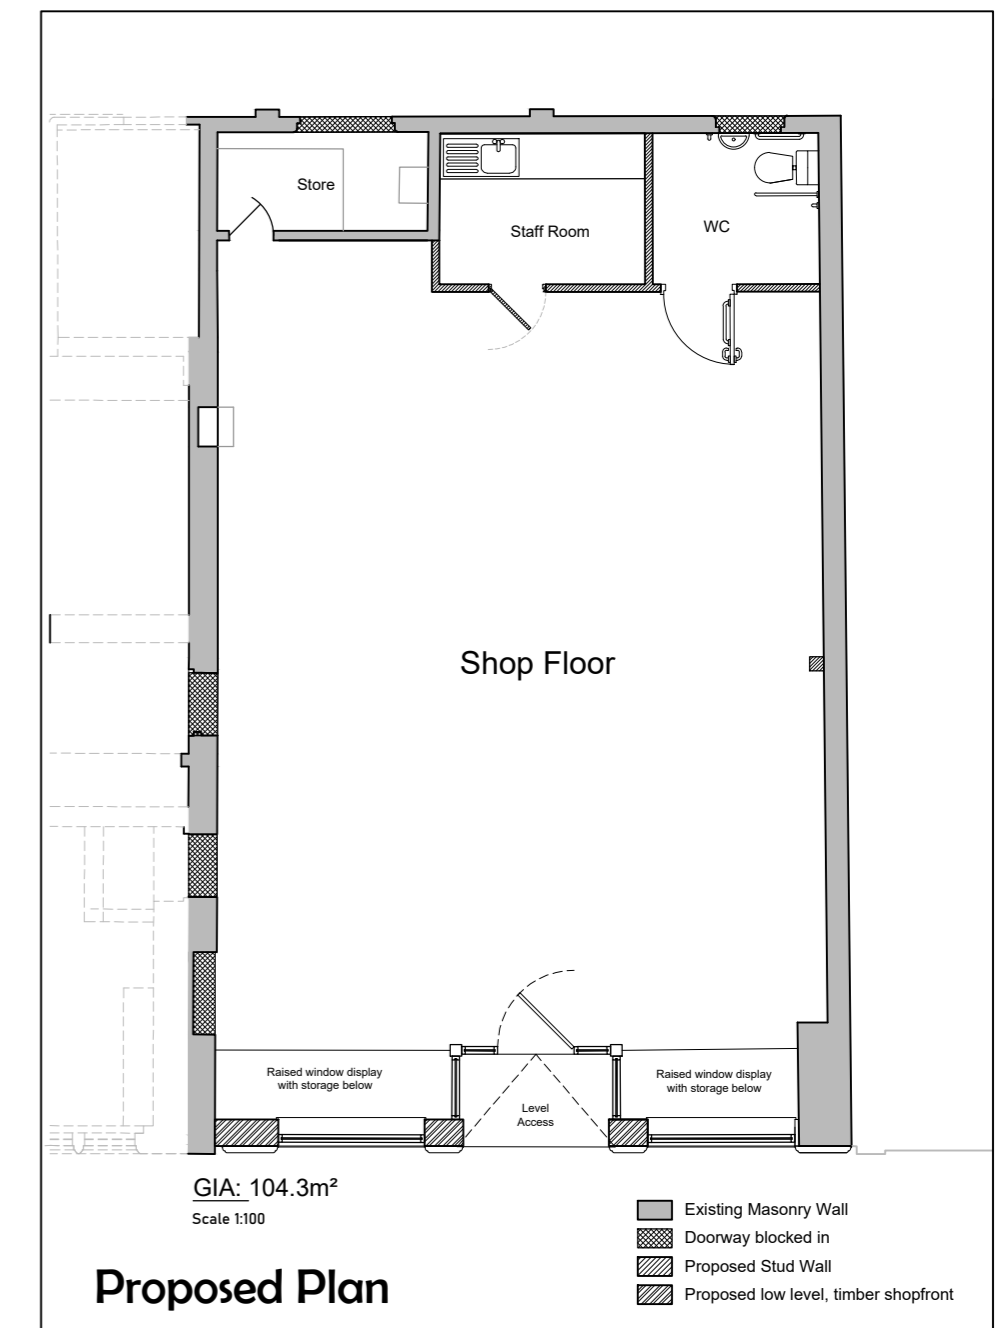 Store
Staff Room
WC
Shop Floor
Raised window display
with storage below
Level
Access
Raised window display
with storage below
GIA: 104.3m²
Scale 1:100
Proposed Plan
Existing Masonry Wall
Doorway blocked in
Proposed Stud Wall
Proposed low level, timber shopfront